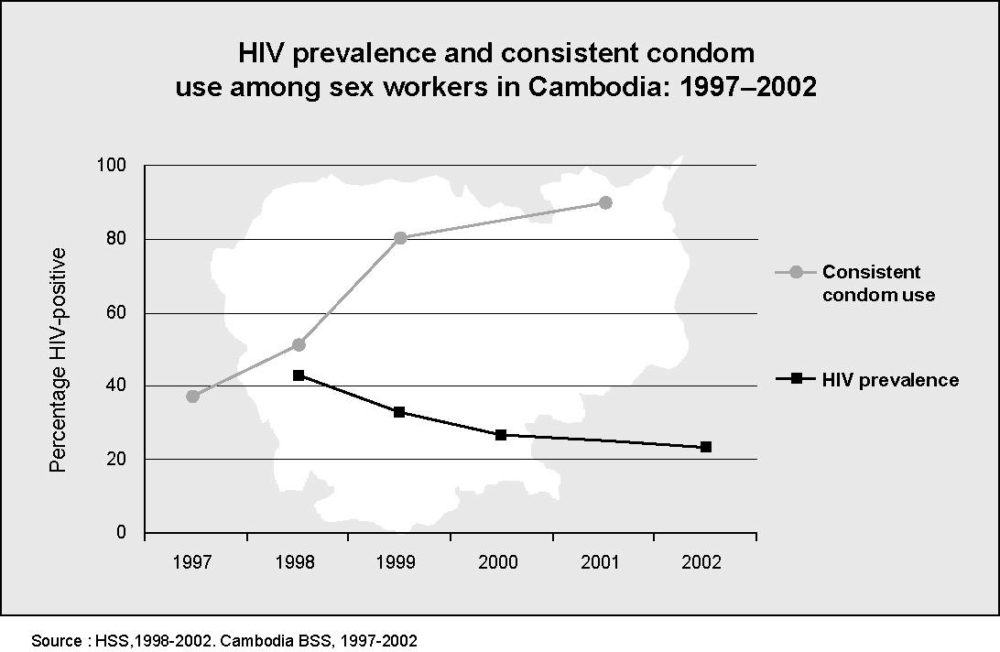 HIV prevalence and consistent condom
use among sex workers in Cambodia: 1997–2002
Percentage HIV-positive
100
80
60
40
20
0
1997 1998 1999 2000 2001 2002
Consistent
condom use
HIV prevalence
Source : HSS,1998-2002. Cambodia BSS, 1997-2002